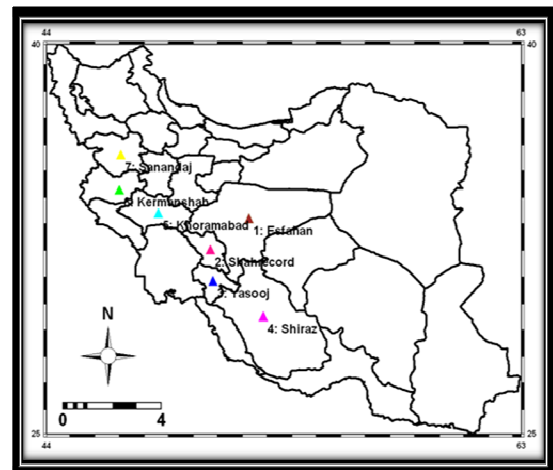 44 63
40 40
7: Sanandaj
6: Kermanshah
5: Khoramabad
1: Esfahan
2: Shahrecord
3: Yasooj
4: Shiraz
N
0 4
25 25
44 63